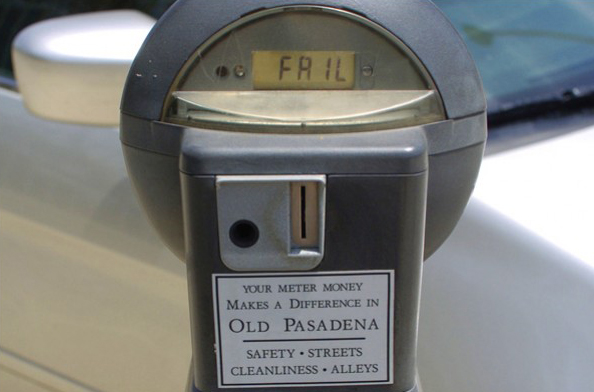 FAIL
YOUR METER MONEY
MAKES A DIFFERENCE IN
OLD PASADENA
SAFETY • STREETS
CLEANLINESS • ALLEYS